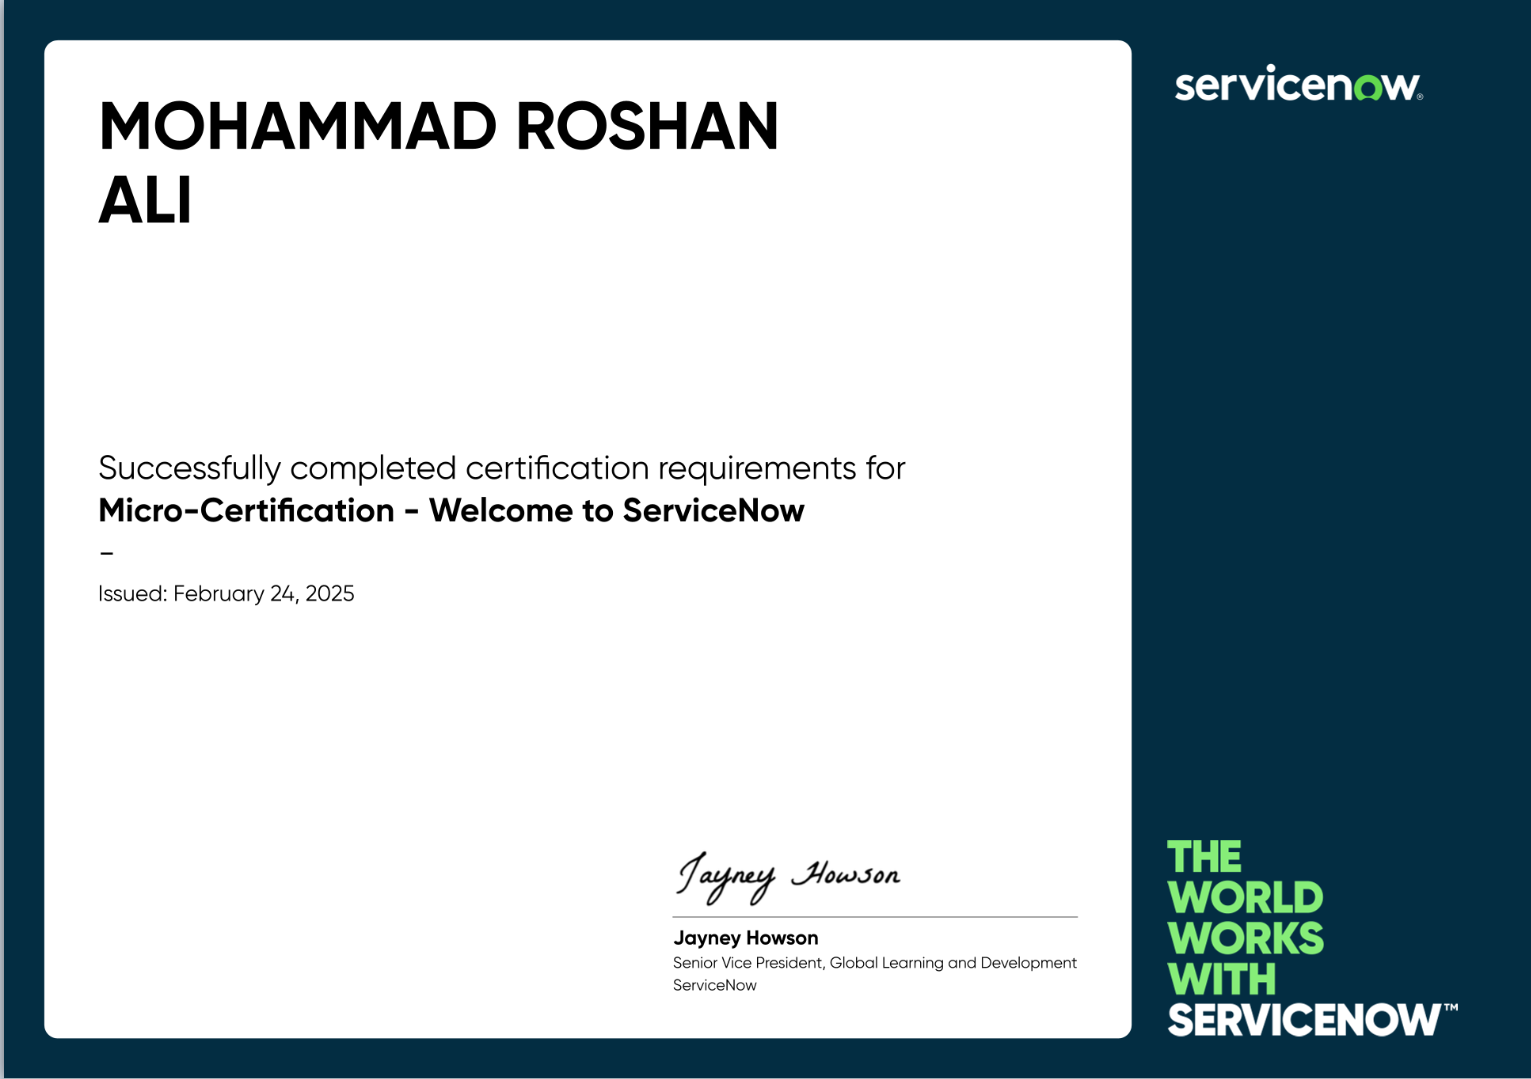 MOHAMMAD ROSHAN
ALI
servicenow®
Successfully completed certification requirements for
Micro-Certification - Welcome to ServiceNow
–
Issued: February 24, 2025
Jayney Howson
Jayney Howson
Senior Vice President, Global Learning and Development
ServiceNow
THE
WORLD
WORKS
WITH
SERVICENOW™